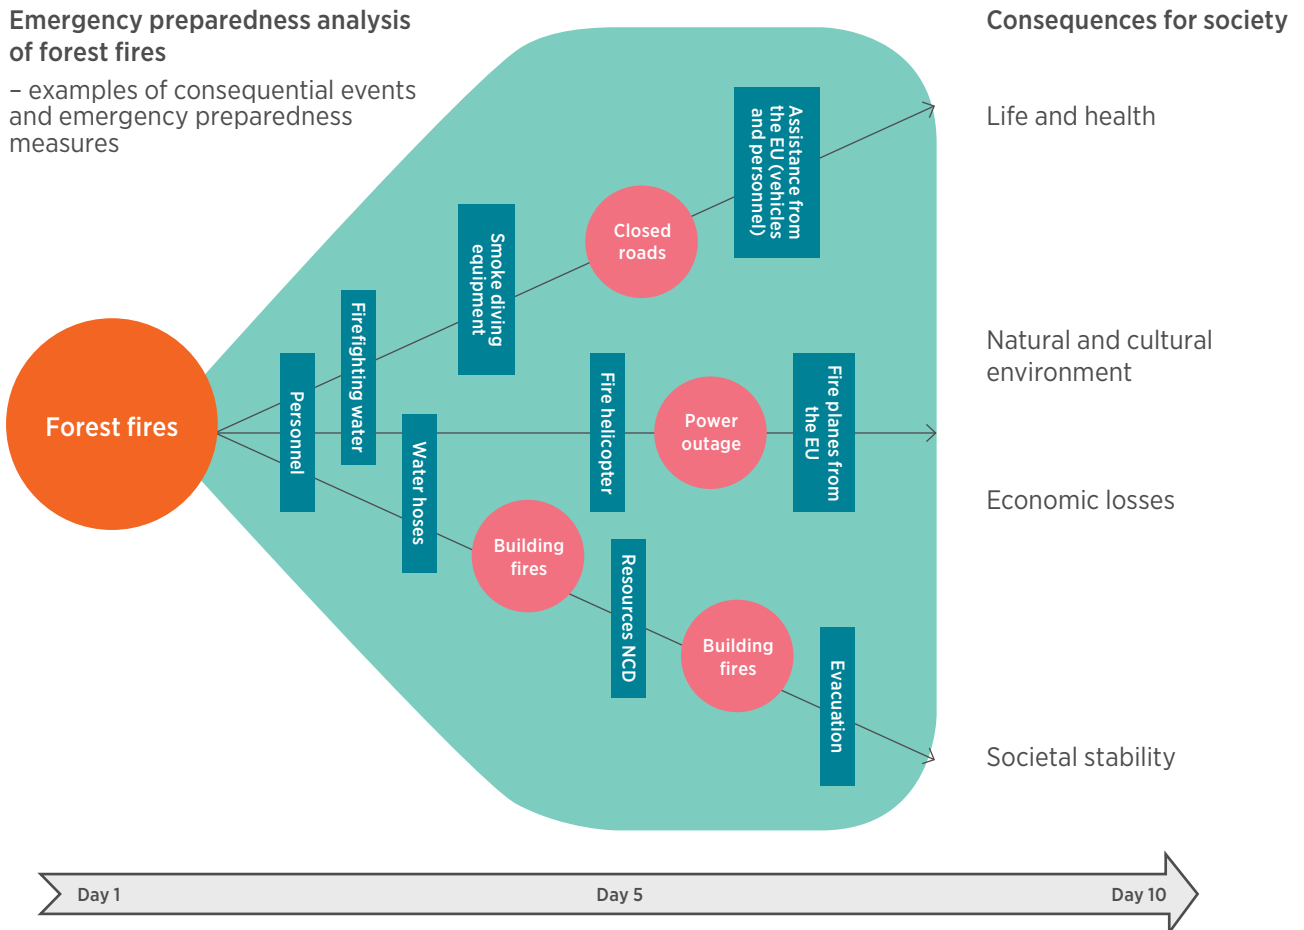 Emergency preparedness analysis
of forest fires
– examples of consequential events
and emergency preparedness
measures
Consequences for society
Life and health
Natural and cultural
environment
Economic losses
Societal stability
Forest fires
Personnel
Firefighting water
Water hoses
Smoke diving
equipment
Building
fires
Fire helicopter
Resources NCD
Closed
roads
Power
outage
Building
fires
Assistance from
the EU (vehicles
and personnel)
Fire planes from
the EU
Evacuation
Day 1
Day 5
Day 10